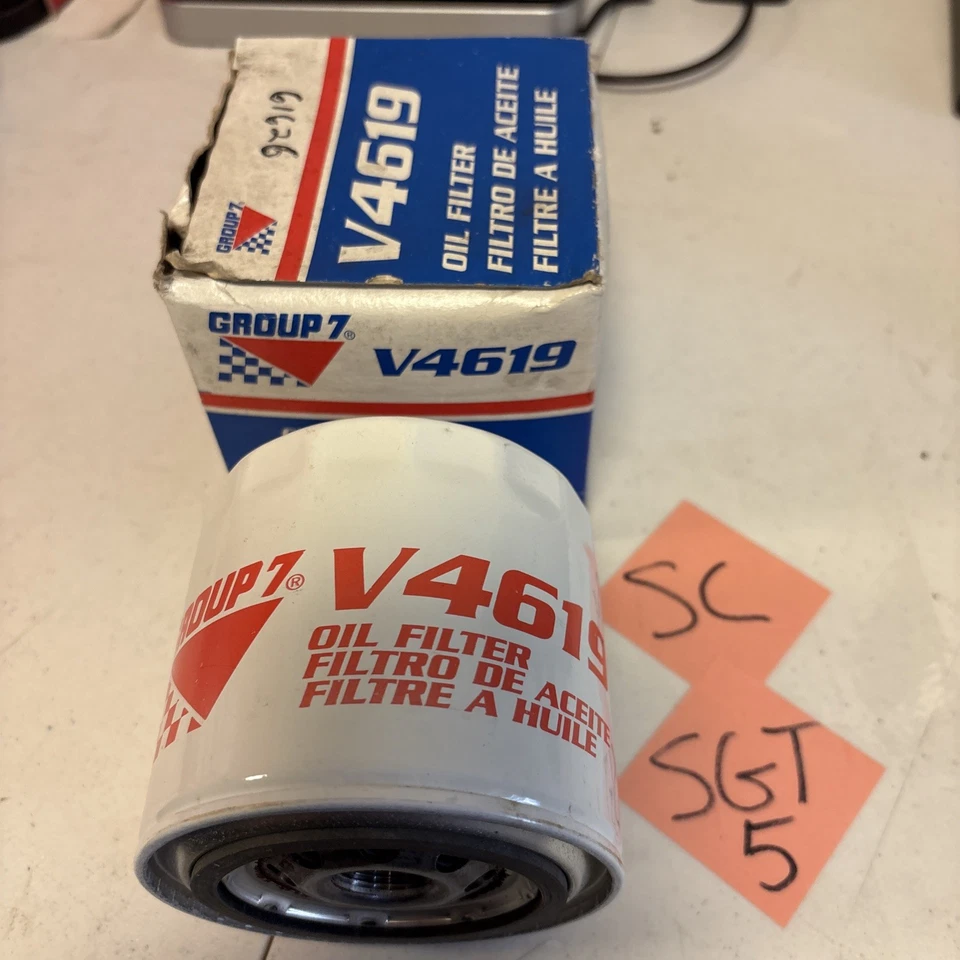 61626
GROUP 7
V4619
OIL FILTER
FILTRO DE ACEITE
FILTRE A HUILE
GROUP 7®
V4619
GROUP 7®
V4619
OIL FILTER
FILTRO DE ACEITE
FILTRE A HUILE
SC
SGT
5